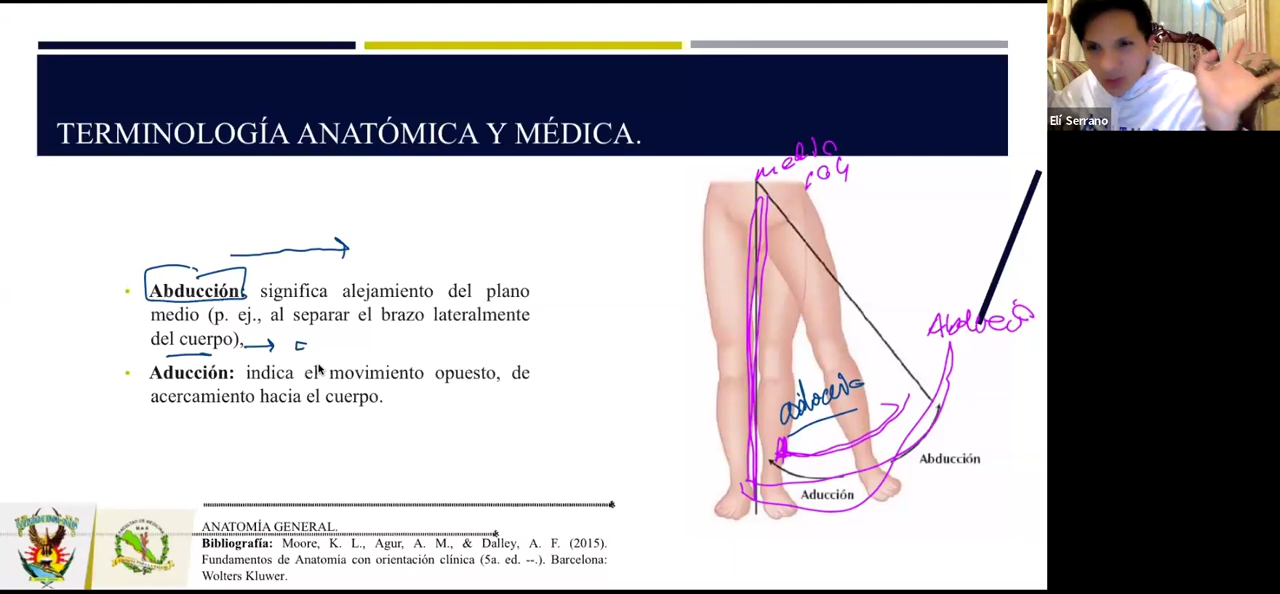 Elí Serrano
TERMINOLOGÍA ANATÓMICA Y MÉDICA.
medio
Abducción: significa alejamiento del plano
medio (p. ej., al separar el brazo lateralmente
del cuerpo),
Aducción: indica el movimiento opuesto, de
acercamiento hacia el cuerpo.
Abducción
Aducción
ANATOMÍA GENERAL.
Bibliografía: Moore, K. L., Agur, A. M., & Dalley, A. F. (2015).
Fundamentos de Anatomia con orientación clínica (5a. ed. --.). Barcelona:
Wolters Kluwer.